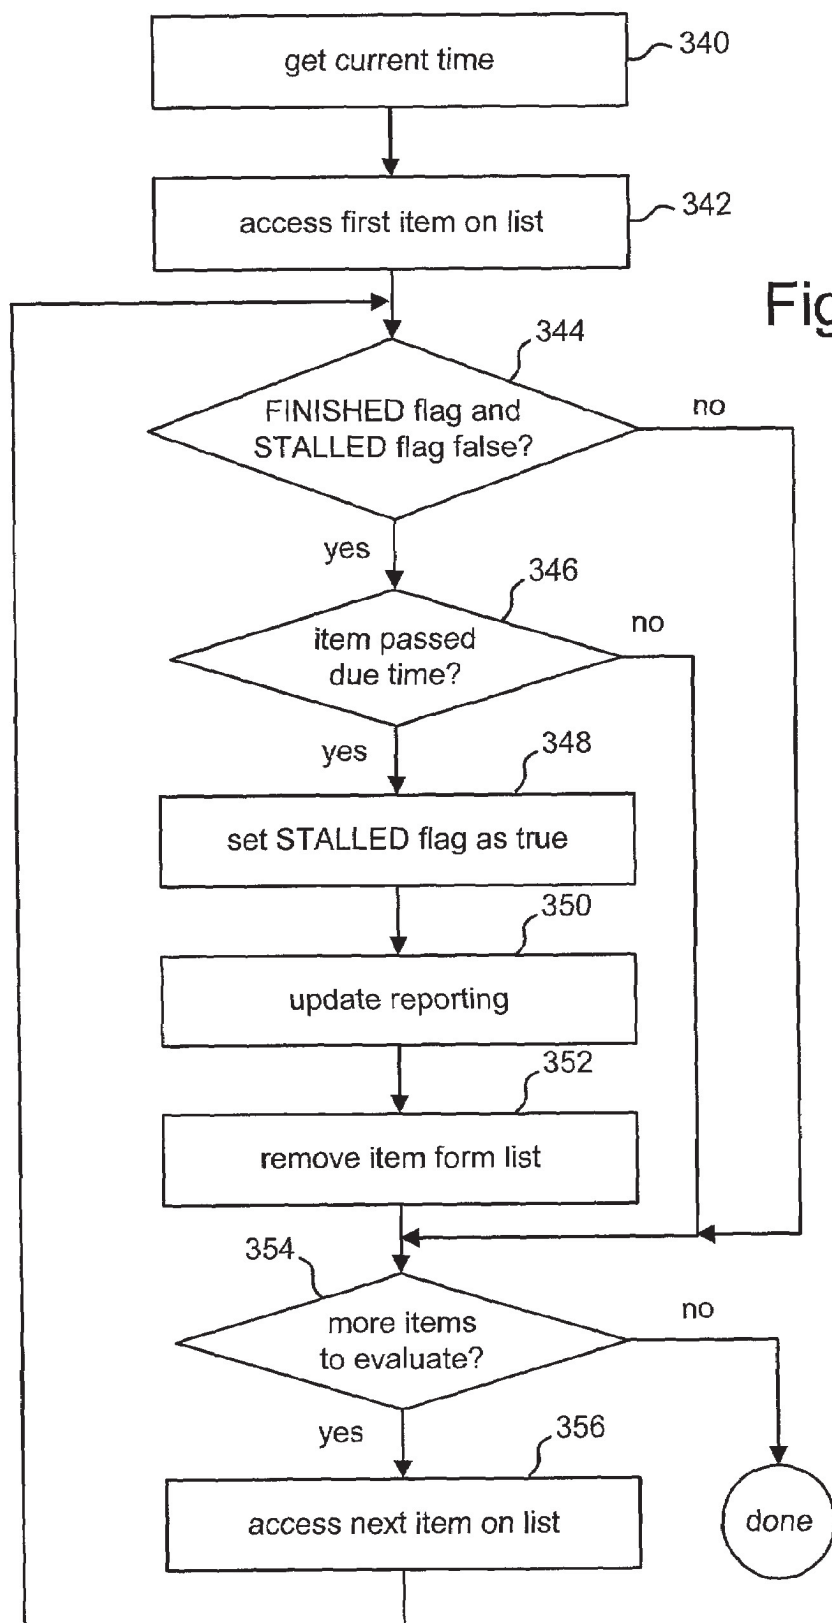 get current time
340
access first item on list
342
Fig
344
FINISHED flag and
STALLED flag false?
no
yes
346
item passed
due time?
no
yes
348
set STALLED flag as true
350
update reporting
352
remove item form list
354
more items
to evaluate?
no
yes
356
access next item on list
done